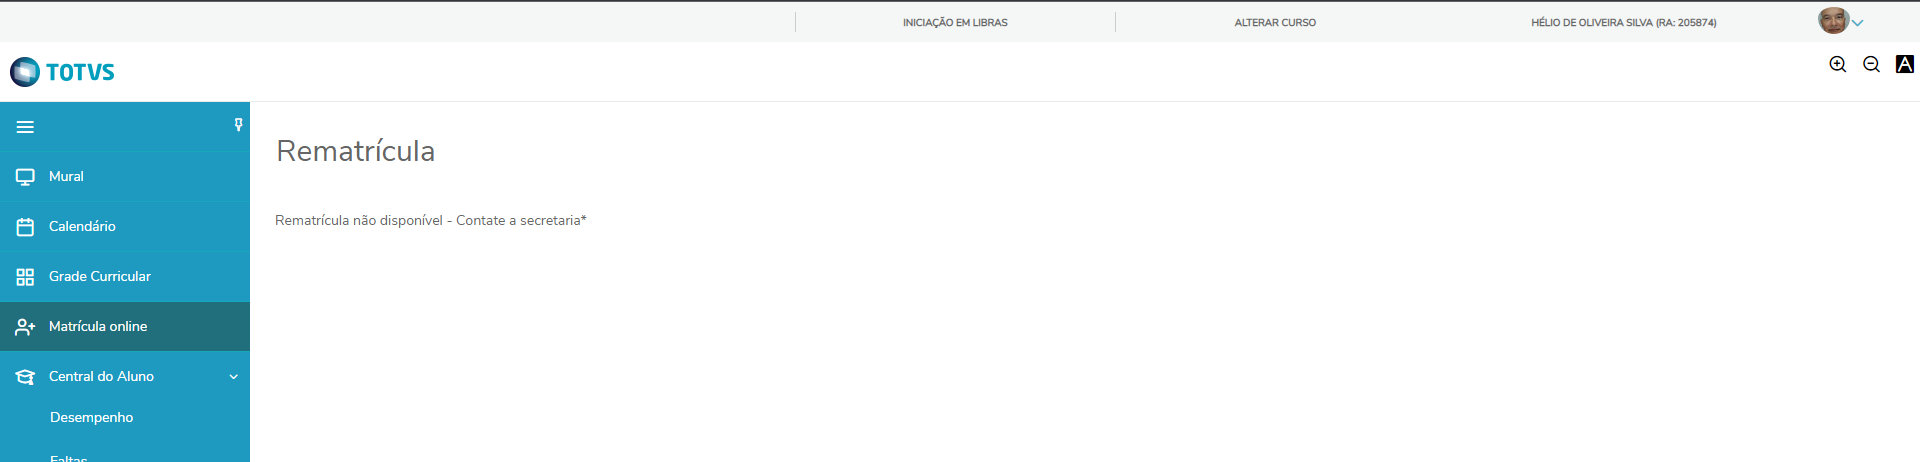 INICIAÇÃO EM LIBRAS
ALTERAR CURSO
HÉLIO DE OLIVEIRA SILVA (RA: 205874)
TOTVS
A
Mural
Calendário
Grade Curricular
Matrícula online
Central do Aluno
Desempenho
Faltas
Rematrícula
Rematrícula não disponível - Contate a secretaria*